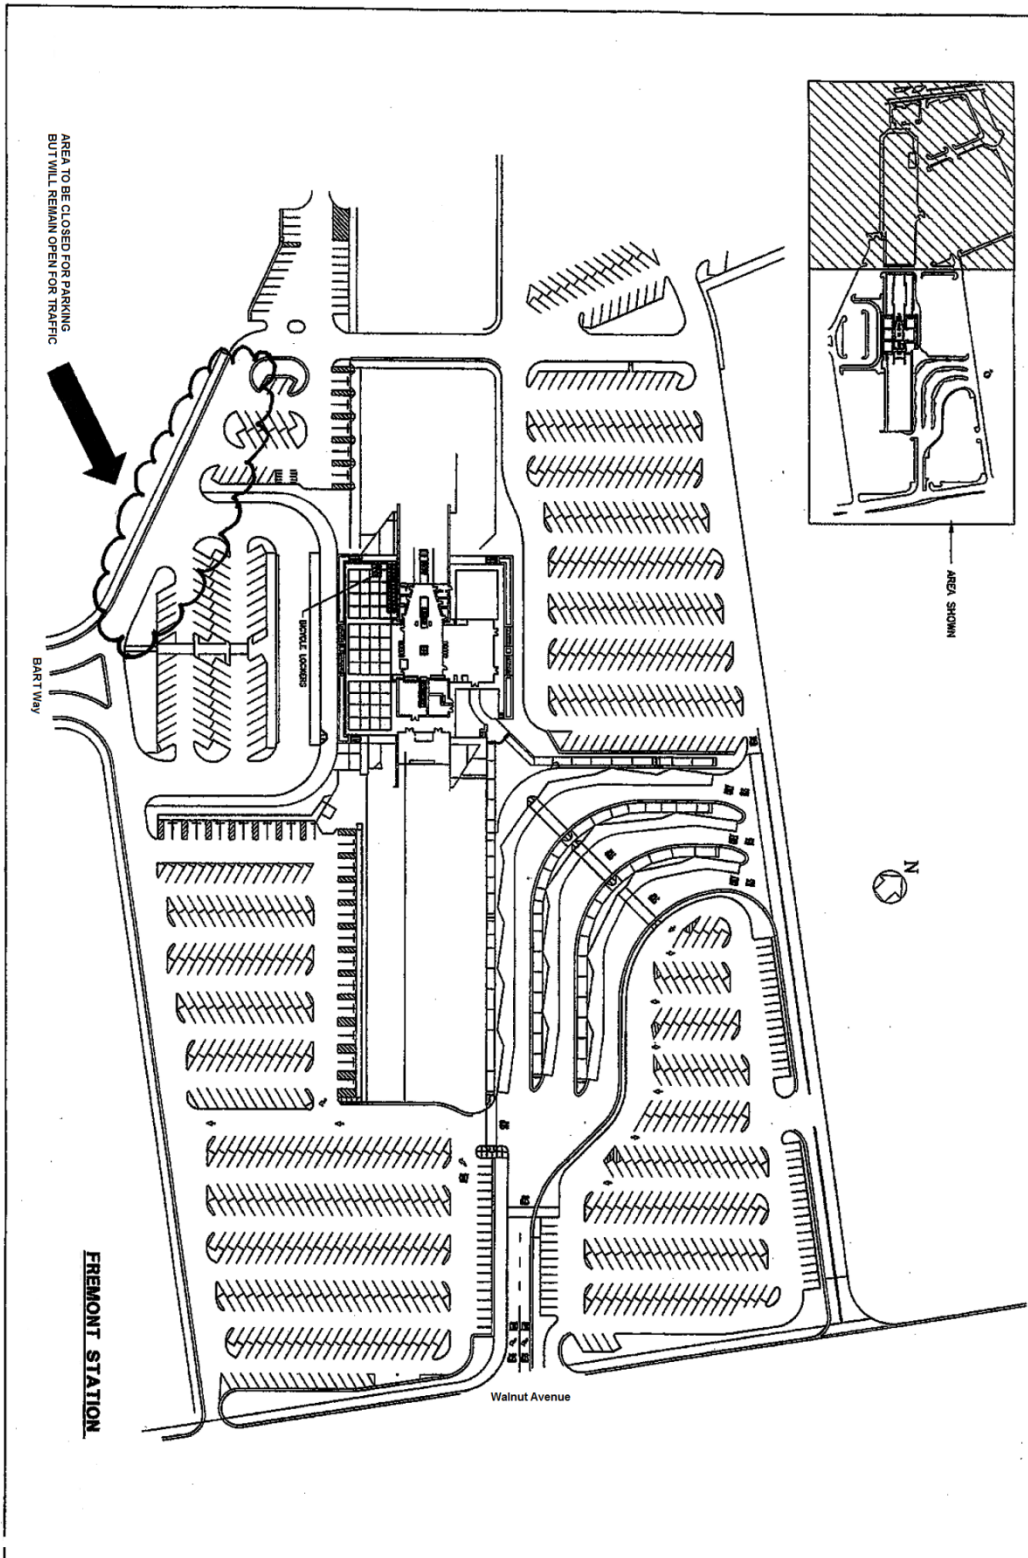 AREA TO BE CLOSED FOR PARKING
BUT WILL REMAIN OPEN FOR TRAFFIC
AREA SHOWN
BICYCLE LOCKERS
BART Way
N
FREMONT STATION
Walnut Avenue